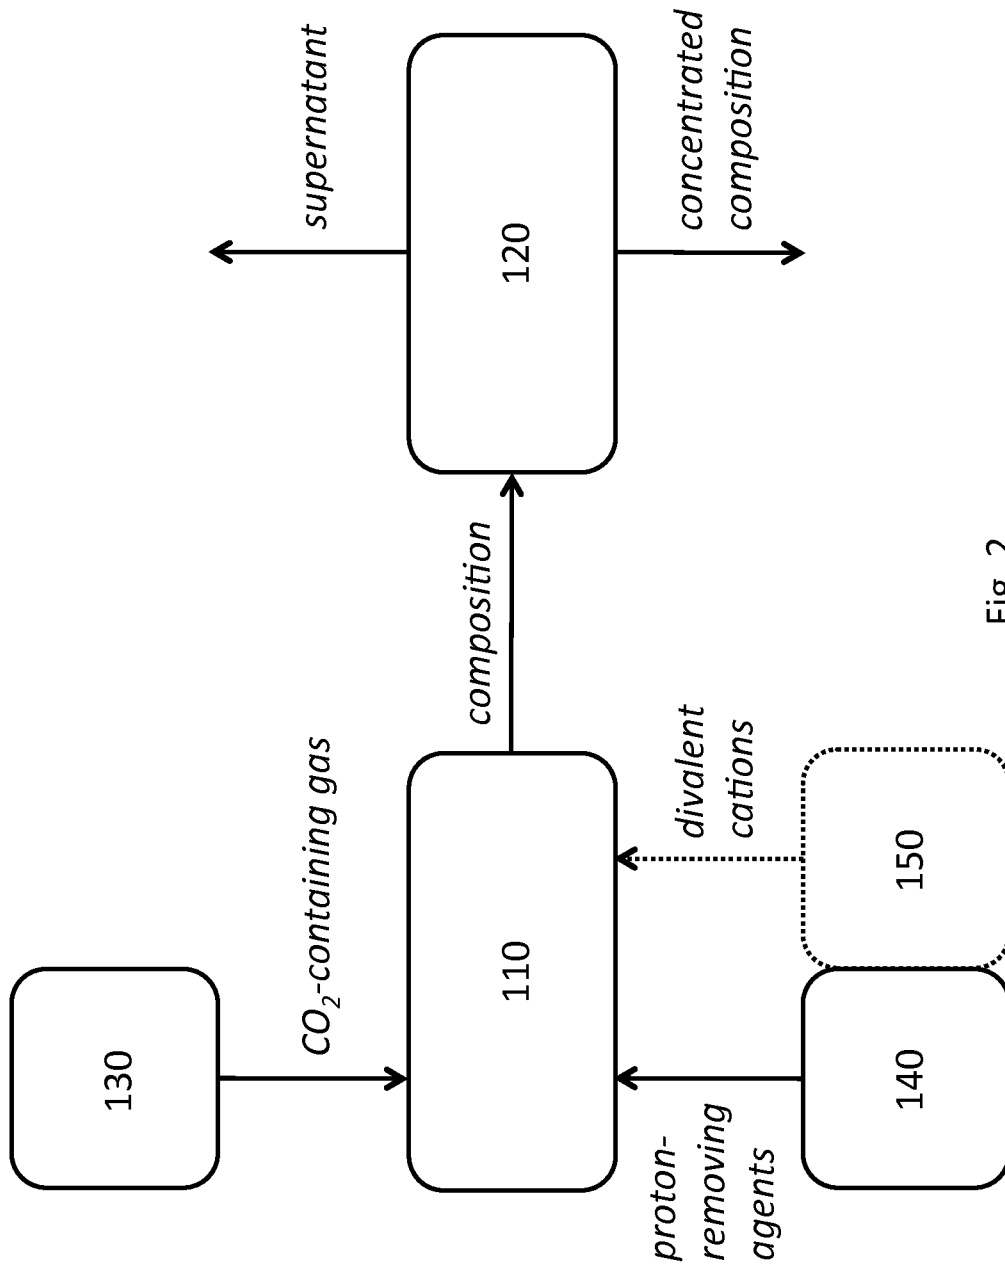 130
CO₂-containing gas
supernatant
composition
110
120
proton-
removing
agents
divalent
cations
concentrated
composition
140
150
Fig. 2